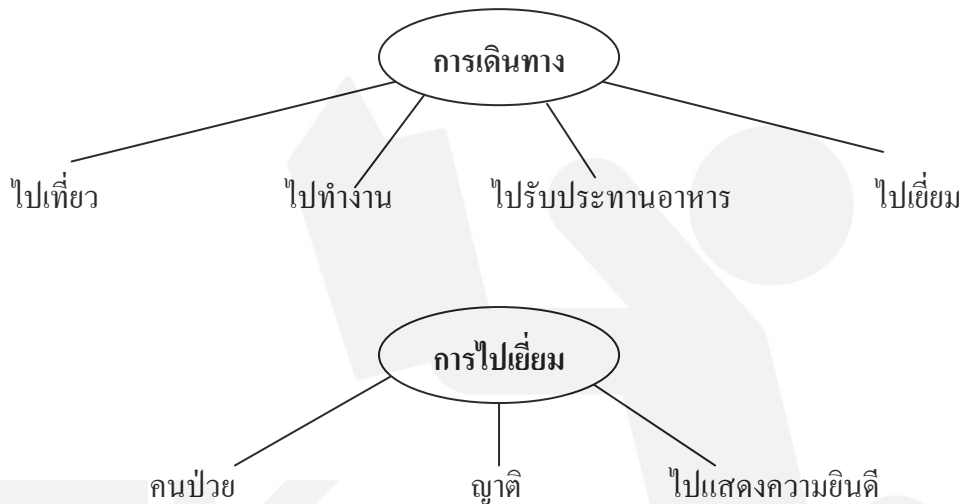 การเดินทาง
ไปเที่ยว ไปทำงาน ไปรับประทานอาหาร ไปเยี่ยม
การไปเยี่ยม
คนป่วย ญาติ ไปแสดงความยินดี